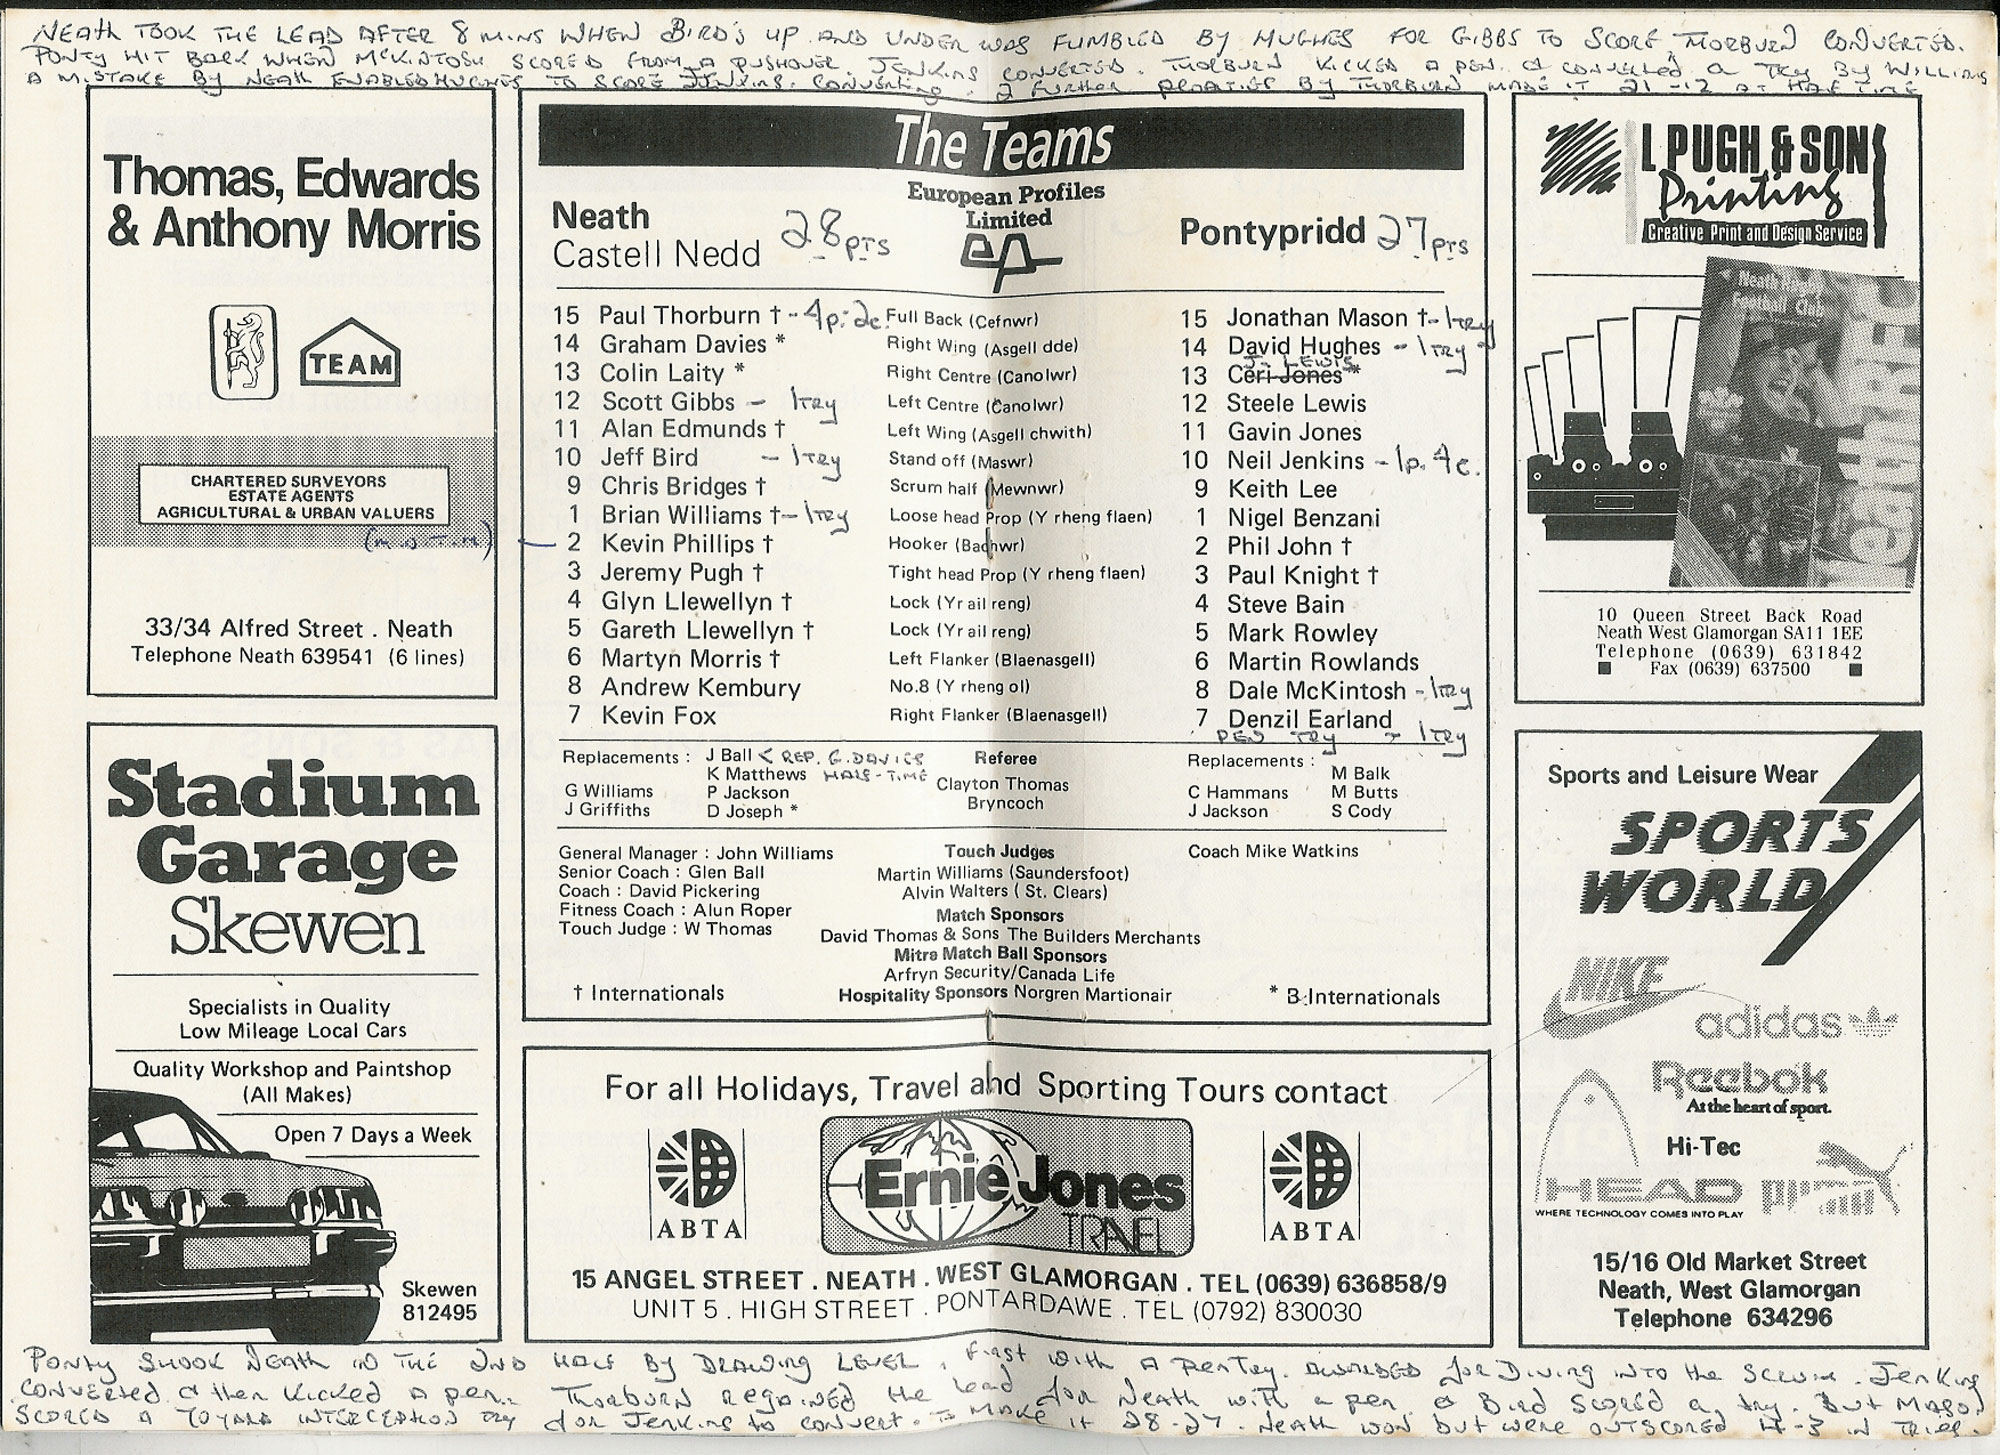 NEATH TOOK THE LEAD AFTER 8 MINS WHEN BIRD'S UP AND UNDER WAS FUMBLED BY HUGHES FOR GIBBS TO SCORE, THORBURN CONVERTED.
PONTY HIT BACK WHEN McKINTOSH SCORED FROM A PUSHOVER JENKINS CONVERTED. THORBURN KICKED A PEN. & CONVERTED A TRY BY WILLIAMS
A MISTAKE BY NEATH ENABLED HUGHES TO SCORE JENKINS CONVERTING. 2 FURTHER BY THORBURN MADE IT 21-12 AT HALF TIME
Thomas, Edwards
& Anthony Morris
TEAM
CHARTERED SURVEYORS
ESTATE AGENTS
AGRICULTURAL & URBAN VALUERS
(M.O.T.M)
33/34 Alfred Street . Neath
Telephone Neath 639541 (6 lines)
Stadium
Garage
Skewen
Specialists in Quality
Low Mileage Local Cars
Quality Workshop and Paintshop
(All Makes)
Open 7 Days a Week
Skewen
812495
The Teams
European Profiles
Limited
Neath
Castell Nedd 28 pts
Pontypridd 27 pts
15 Paul Thorburn † - 4p. 2c. Full Back (Cefnwr) 15 Jonathan Mason † - 1 try
14 Graham Davies * Right Wing (Asgell dde) 14 David Hughes - 1 try
J. LEWIS
13 Colin Laity * Right Centre (Canolwr) 13 Ceri Jones *
12 Scott Gibbs - 1 try Left Centre (Canolwr) 12 Steele Lewis
11 Alan Edmunds † Left Wing (Asgell chwith) 11 Gavin Jones
10 Jeff Bird - 1 try Stand off (Maswr) 10 Neil Jenkins - 1p. 4c.
9 Chris Bridges † Scrum half (Mewnwr) 9 Keith Lee
1 Brian Williams † - 1 try Loose head Prop (Y rheng flaen) 1 Nigel Benzani
2 Kevin Phillips † Hooker (Bachwr) 2 Phil John †
3 Jeremy Pugh † Tight head Prop (Y rheng flaen) 3 Paul Knight †
4 Glyn Llewellyn † Lock (Yr ail reng) 4 Steve Bain
5 Gareth Llewellyn † Lock (Yr ail reng) 5 Mark Rowley
6 Martyn Morris † Left Flanker (Blaenasgell) 6 Martin Rowlands
8 Andrew Kembury No.8 (Y rheng ol) 8 Dale McKintosh - 1 try
7 Kevin Fox Right Flanker (Blaenasgell) 7 Denzil Earland
PEN TRY - 1 try
Replacements : J Ball < REP. G. DAVIES
K Matthews HALF-TIME
G Williams P Jackson
J Griffiths D Joseph *
Referee
Clayton Thomas
Bryncoch
Replacements :
M Balk
C Hammans M Butts
J Jackson S Cody
General Manager : John Williams
Senior Coach : Glen Ball
Coach : David Pickering
Fitness Coach : Alun Roper
Touch Judge : W Thomas
Touch Judges
Martin Williams (Saundersfoot)
Alvin Walters ( St. Clears)
Match Sponsors
David Thomas & Sons The Builders Merchants
Mitre Match Ball Sponsors
Arfryn Security/Canada Life
Hospitality Sponsors Norgren Martionair
Coach Mike Watkins
† Internationals
* B.Internationals
For all Holidays, Travel and Sporting Tours contact
ABTA
Ernie Jones
TRAVEL
ABTA
15 ANGEL STREET . NEATH . WEST GLAMORGAN . TEL (0639) 636858/9
UNIT 5 . HIGH STREET . PONTARDAWE . TEL (0792) 830030
L PUGH & SON
Printing
Creative Print and Design Service
Neath Rugby
Football Club
10 Queen Street Back Road
Neath West Glamorgan SA11 1EE
Telephone (0639) 631842
Fax (0639) 637500
Sports and Leisure Wear
SPORTS
WORLD
NIKE
adidas
Reebok
At the heart of sport.
Hi-Tec
HEAD
WHERE TECHNOLOGY COMES INTO PLAY
puma
15/16 Old Market Street
Neath, West Glamorgan
Telephone 634296
PONTY SHOOK NEATH IN THE 2ND HALF BY DRAWING LEVEL, first with A Pen Try. AWARDED for Diving into the Scrum. Jenkins
CONVERTED & then kicked A pen. Thorburn regained the lead for Neath with a pen & Bird scored a try. But Mason
SCORED A 70 YARD INTERCEPTION TRY for Jenkins to convert. TO MAKE it 28-27. NEATH WON but were OUTSCORED 4-3 IN TRIES.